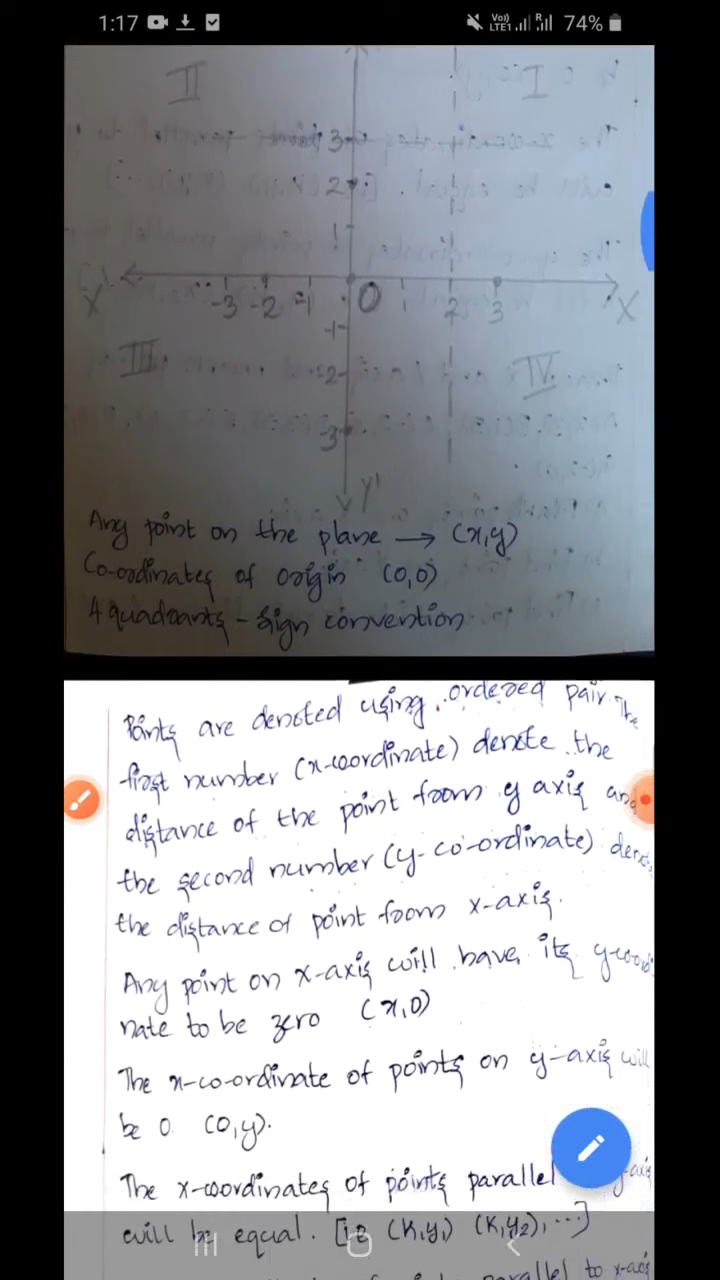 1:17 Vo)) LTE1 R 74%
II I
3
2
1
X' -3 -2 -1 O 1 2 3 X
-1
III -2 IV
-3
Y'
Any point on the plane → (x,y)
Co-ordinates of origin (0,0)
4 quadrants - sign convention
Points are denoted using ordered pair. The
first number (x-coordinate) denote the
distance of the point from y axis and
the second number (y-co-ordinate) denote
the distance of point from x-axis.
Any point on x-axis will have its y-coordi
nate to be zero (x,0)
The x-co-ordinate of points on y-axis will
be 0 (0,y).
The x-coordinates of points parallel y-axis
will be equal. [ie (K,y1) (K,y2), ...]
parallel to x-axis